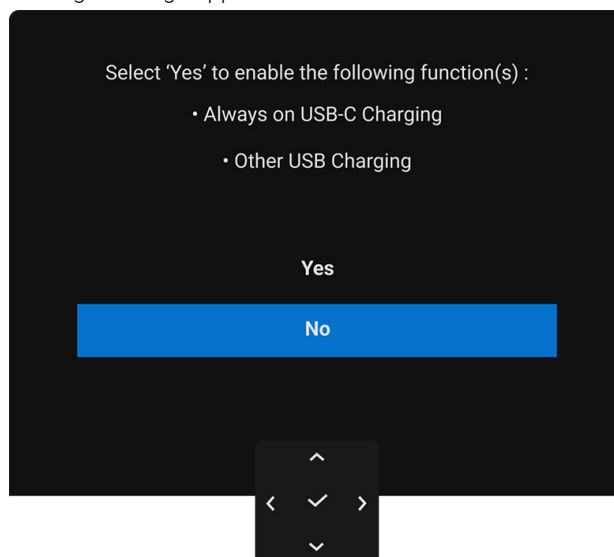 Select ‘Yes’ to enable the following function(s) :
• Always on USB-C Charging
• Other USB Charging
Yes
No